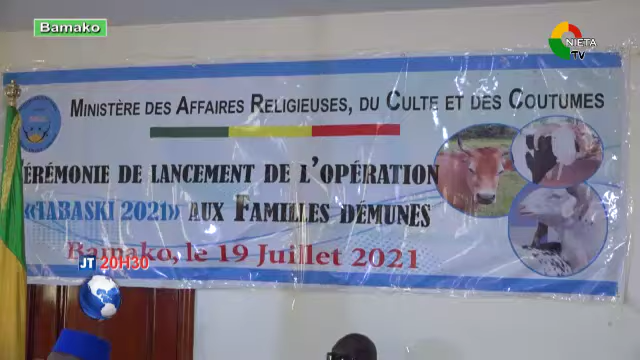 Bamako
NIETA
TV
MINISTÈRE DES AFFAIRES RELIGIEUSES, DU CULTE ET DES COUTUMES
CÉRÉMONIE DE LANCEMENT DE L'OPÉRATION
«TABASKI 2021» AUX FAMILLES DÉMUNES
Bamako, le 19 Juillet 2021
JT 20H30